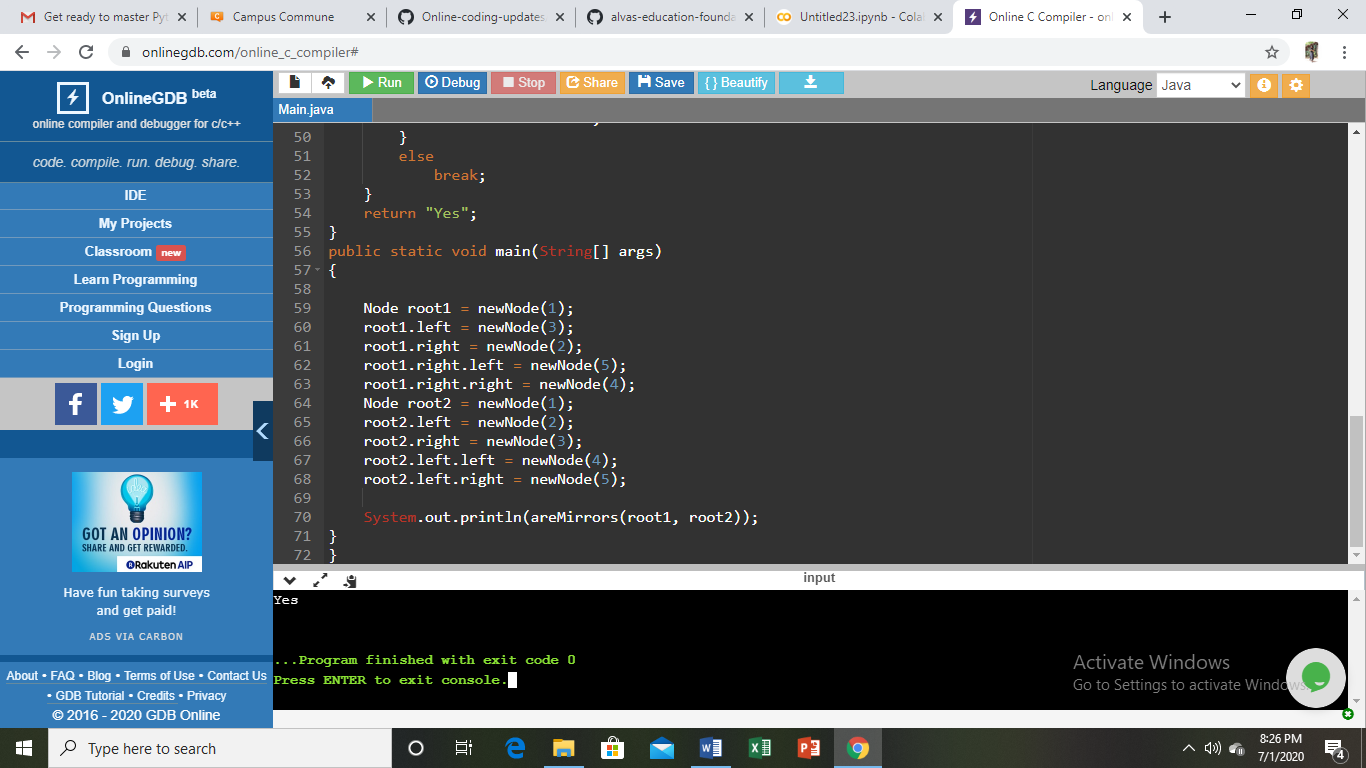 Get ready to master Pyt
Campus Commune
Online-coding-updates
alvas-education-founda
Untitled23.ipynb - Cola
Online C Compiler - onl
onlinegdb.com/online_c_compiler#
OnlineGDB beta
online compiler and debugger for c/c++
code. compile. run. debug. share.
IDE
My Projects
Classroom new
Learn Programming
Programming Questions
Sign Up
Login
1K
GOT AN OPINION?
SHARE AND GET REWARDED.
Rakuten AIP
Have fun taking surveys
and get paid!
ADS VIA CARBON
About • FAQ • Blog • Terms of Use • Contact Us
• GDB Tutorial • Credits • Privacy
© 2016 - 2020 GDB Online
Run Debug Stop Share Save { } Beautify
Language Java
Main.java
50 }
51 else
52 break;
53 }
54 return "Yes";
55 }
56 public static void main(String[] args)
57 {
58
59 Node root1 = newNode(1);
60 root1.left = newNode(3);
61 root1.right = newNode(2);
62 root1.right.left = newNode(5);
63 root1.right.right = newNode(4);
64 Node root2 = newNode(1);
65 root2.left = newNode(2);
66 root2.right = newNode(3);
67 root2.left.left = newNode(4);
68 root2.left.right = newNode(5);
69
70 System.out.println(areMirrors(root1, root2));
71 }
72 }
input
Yes
...Program finished with exit code 0
Press ENTER to exit console.
Activate Windows
Go to Settings to activate Windows.
Type here to search
8:26 PM
7/1/2020
4